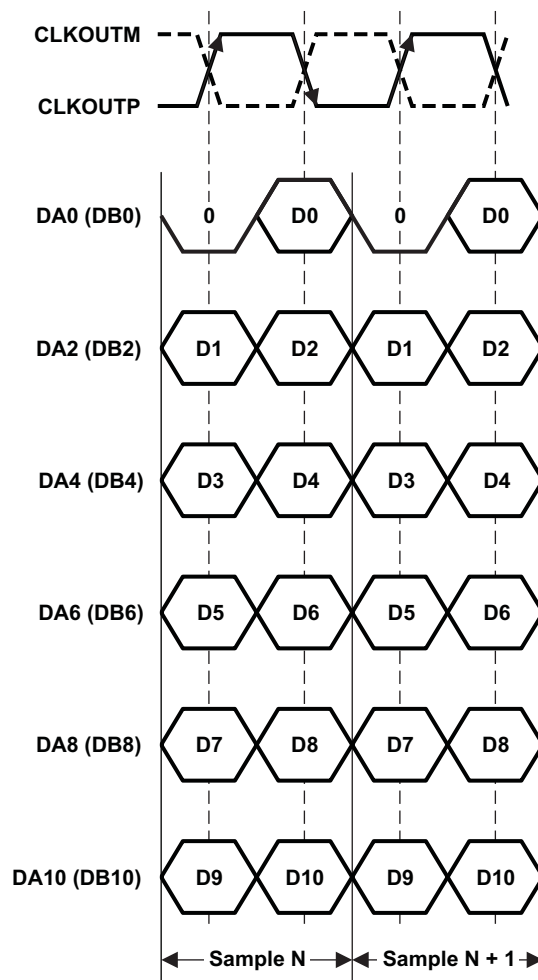 CLKOUTM
CLKOUTP
DA0 (DB0) 0 D0 0 D0
DA2 (DB2) D1 D2 D1 D2
DA4 (DB4) D3 D4 D3 D4
DA6 (DB6) D5 D6 D5 D6
DA8 (DB8) D7 D8 D7 D8
DA10 (DB10) D9 D10 D9 D10
Sample N Sample N + 1